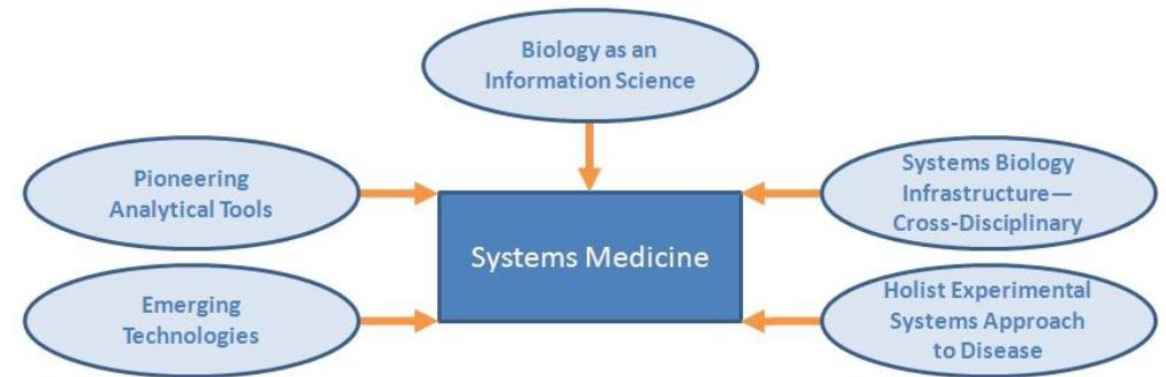 Biology as an
Information Science
Pioneering
Analytical Tools
Systems Biology
Infrastructure—
Cross-Disciplinary
Systems Medicine
Emerging
Technologies
Holist Experimental
Systems Approach
to Disease